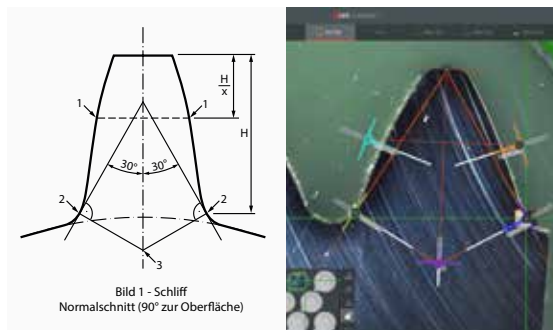 H
x
H
1
1
30°
30°
2
2
3
Bild 1 - Schliff
Normalschnitt (90° zur Oberfläche)